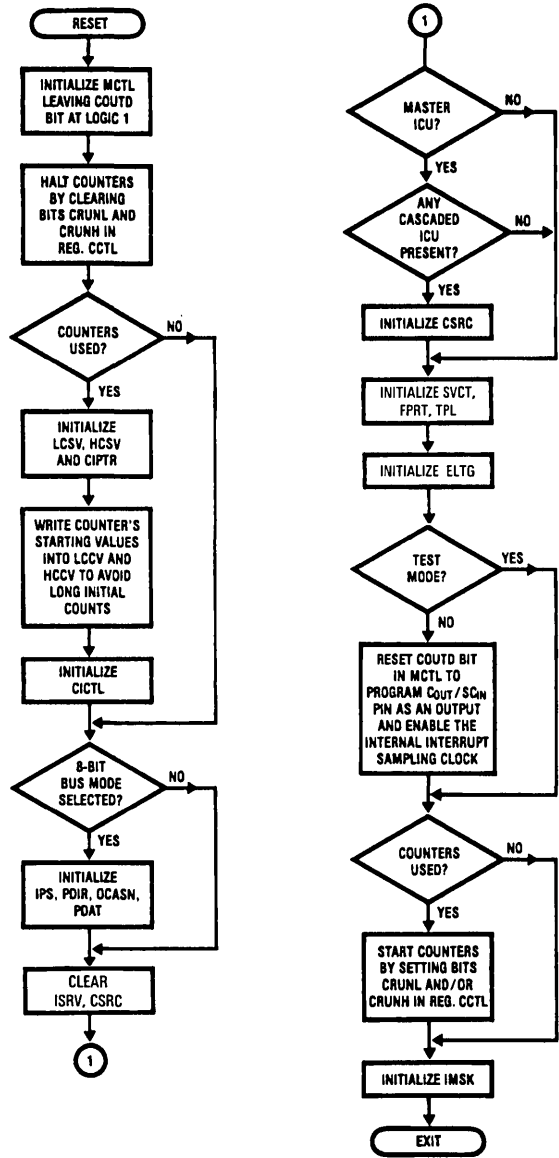 RESET
INITIALIZE MCTL
LEAVING COUTD
BIT AT LOGIC 1
HALT COUNTERS
BY CLEARING
BITS CRUNL AND
CRUNH IN
REG. CCTL
COUNTERS
USED?
NO
YES
INITIALIZE
LCSV, HCSV
AND CIPTR
WRITE COUNTER'S
STARTING VALUES
INTO LCCV AND
HCCV TO AVOID
LONG INITIAL
COUNTS
INITIALIZE
CICTL
8-BIT
BUS MODE
SELECTED?
NO
YES
INITIALIZE
IPS, PDIR, OCASN,
PDAT
CLEAR
ISRV, CSRC
1
1
MASTER
ICU?
NO
YES
ANY
CASCADED
ICU
PRESENT?
NO
YES
INITIALIZE CSRC
INITIALIZE SVCT,
FPRT, TPL
INITIALIZE ELTG
TEST
MODE?
YES
NO
RESET COUTD BIT
IN MCTL TO
PROGRAM COUT/SCIN
PIN AS AN OUTPUT
AND ENABLE THE
INTERNAL INTERRUPT
SAMPLING CLOCK
COUNTERS
USED?
NO
YES
START COUNTERS
BY SETTING BITS
CRUNL AND/OR
CRUNH IN REG. CCTL
INITIALIZE IMSK
EXIT